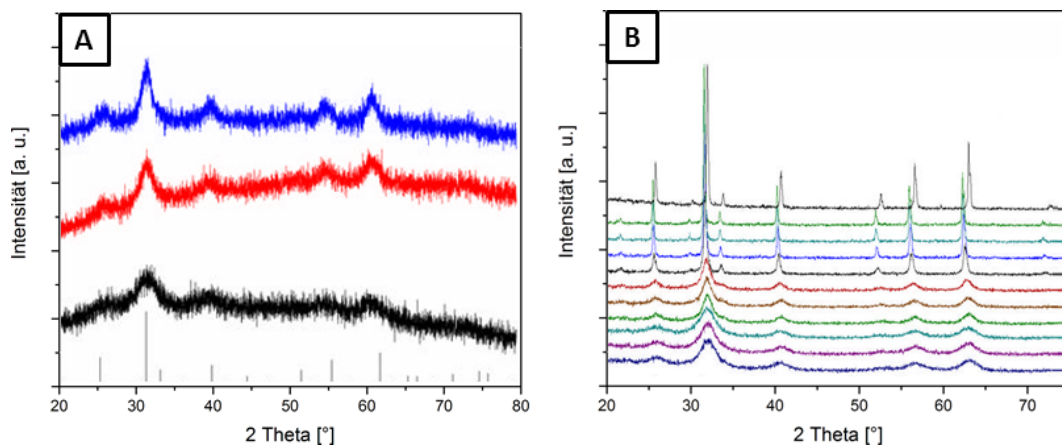 A
Intensität [a. u.]
20 30 40 50 60 70 80
2 Theta [°]
B
Intensität [a. u.]
20 30 40 50 60 70
2 Theta [°]